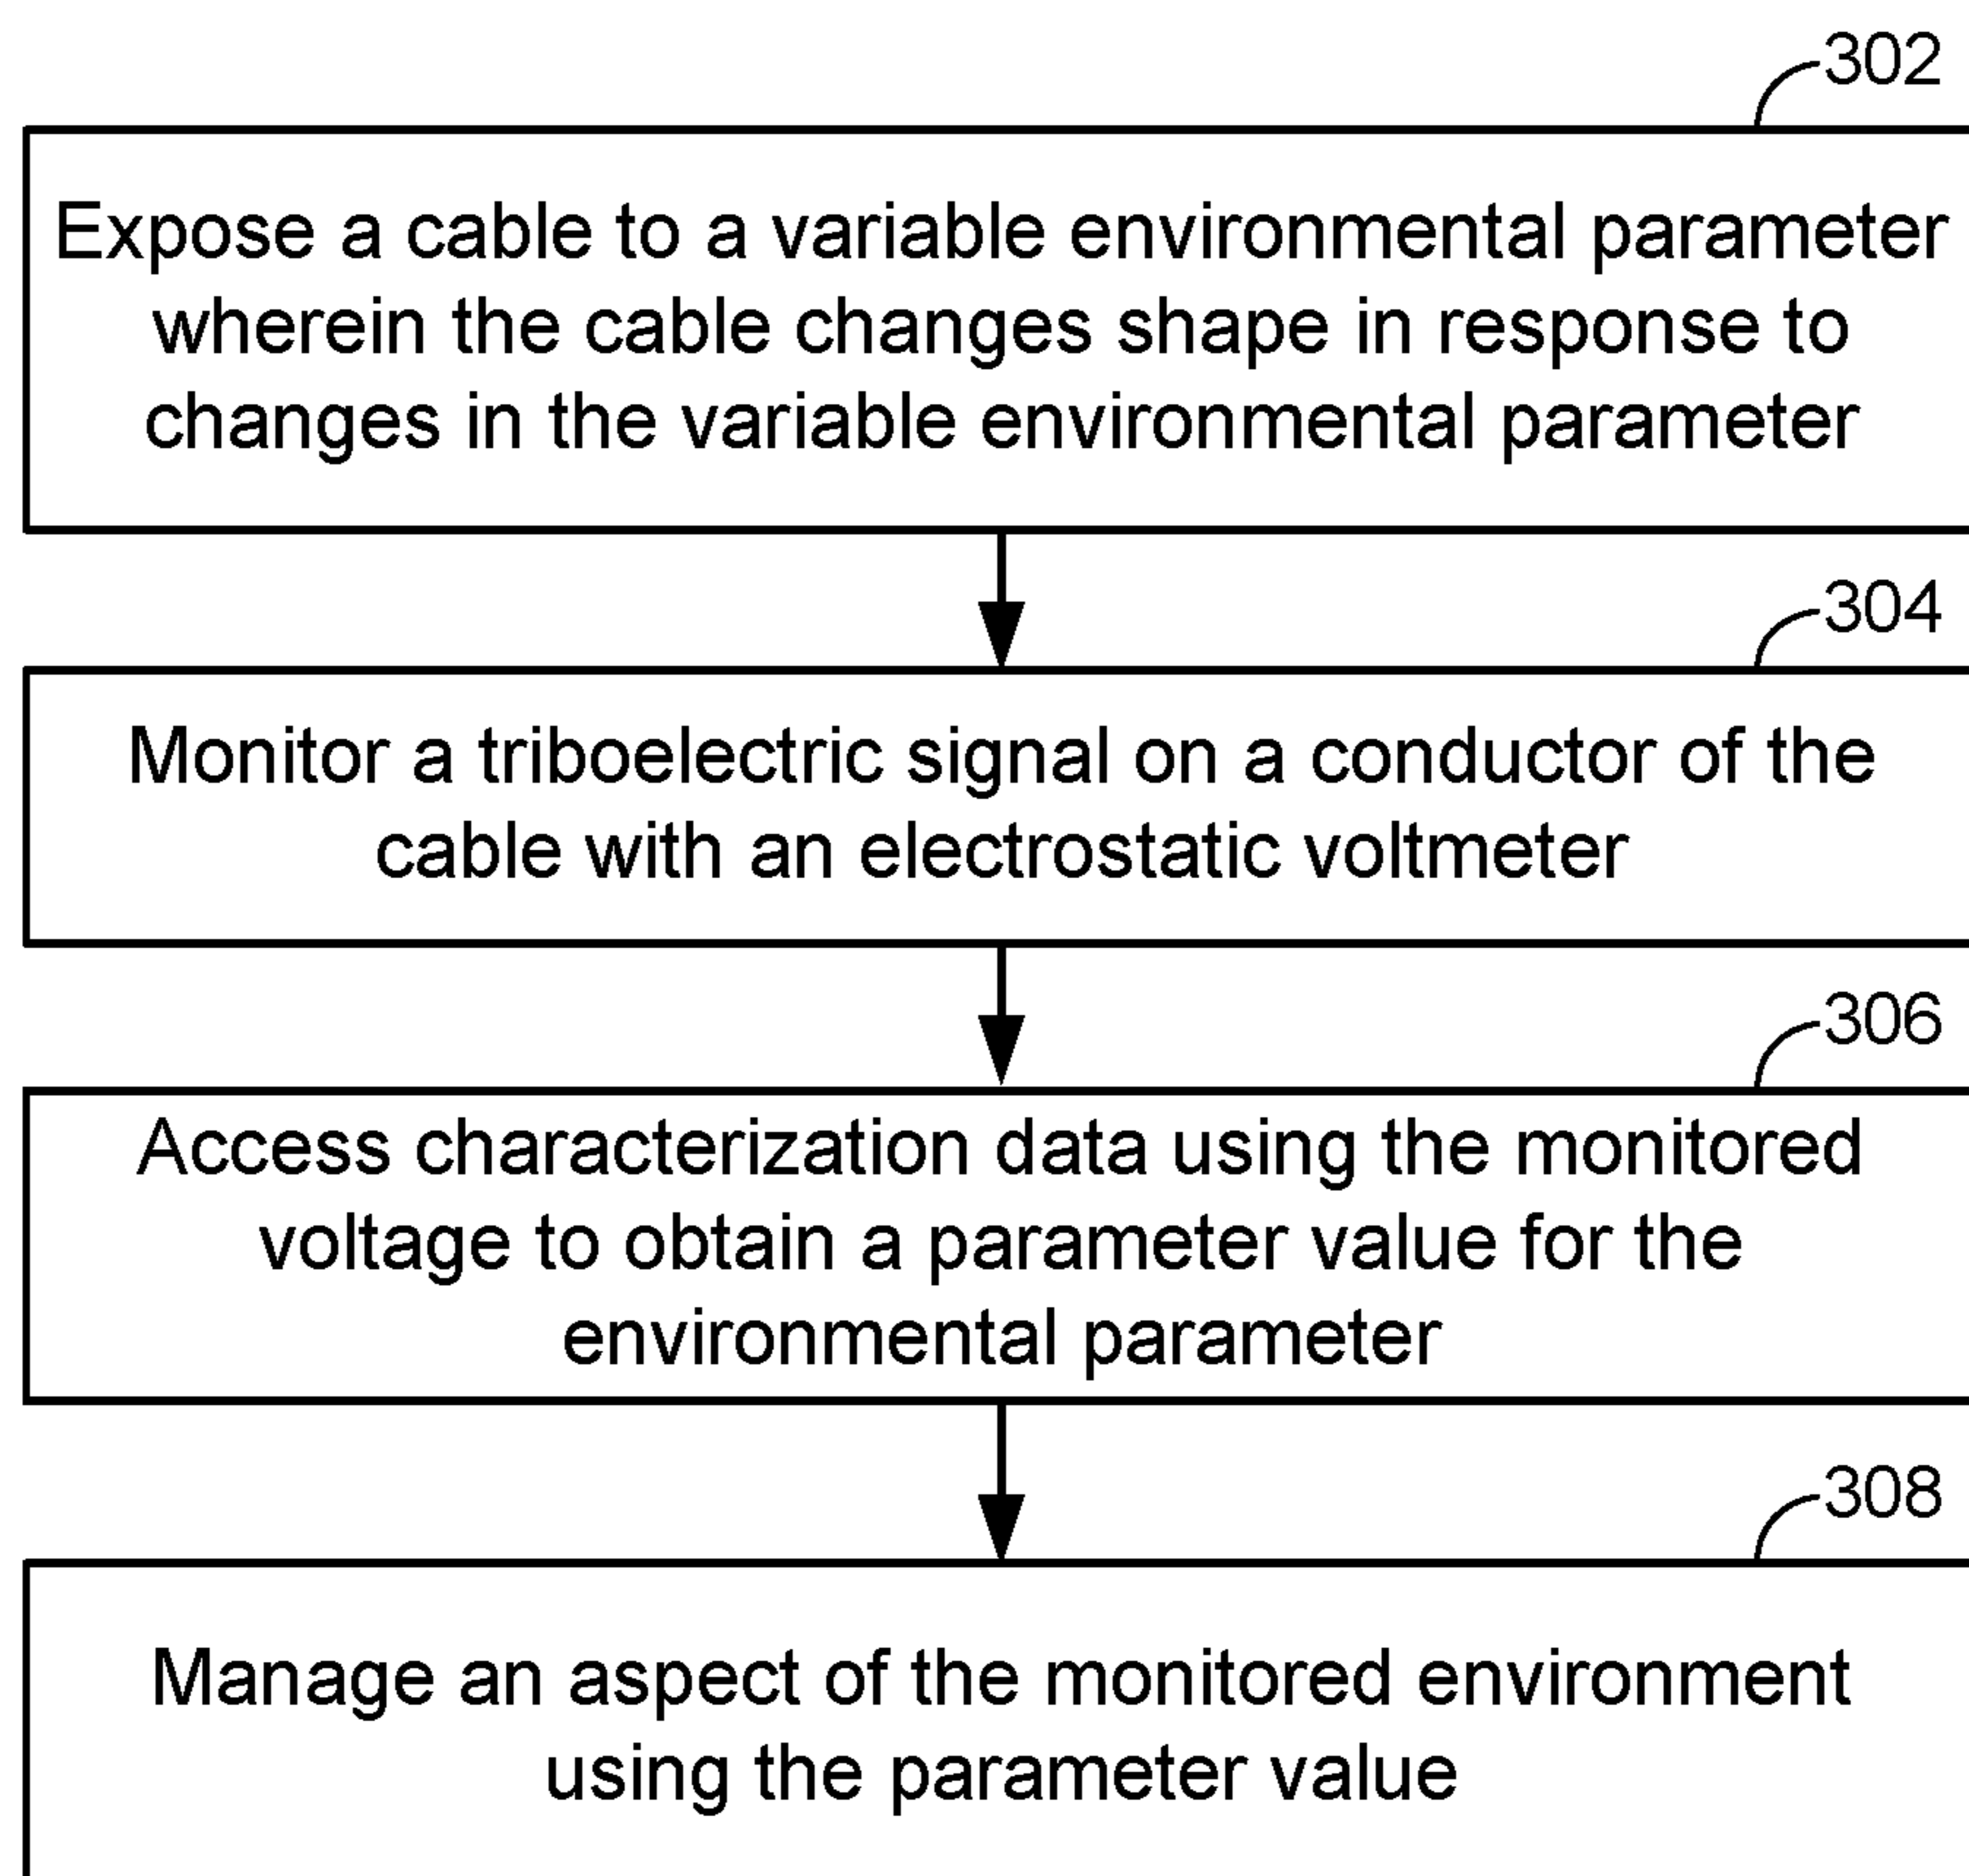 302
Expose a cable to a variable environmental parameter
wherein the cable changes shape in response to
changes in the variable environmental parameter
304
Monitor a triboelectric signal on a conductor of the
cable with an electrostatic voltmeter
306
Access characterization data using the monitored
voltage to obtain a parameter value for the
environmental parameter
308
Manage an aspect of the monitored environment
using the parameter value